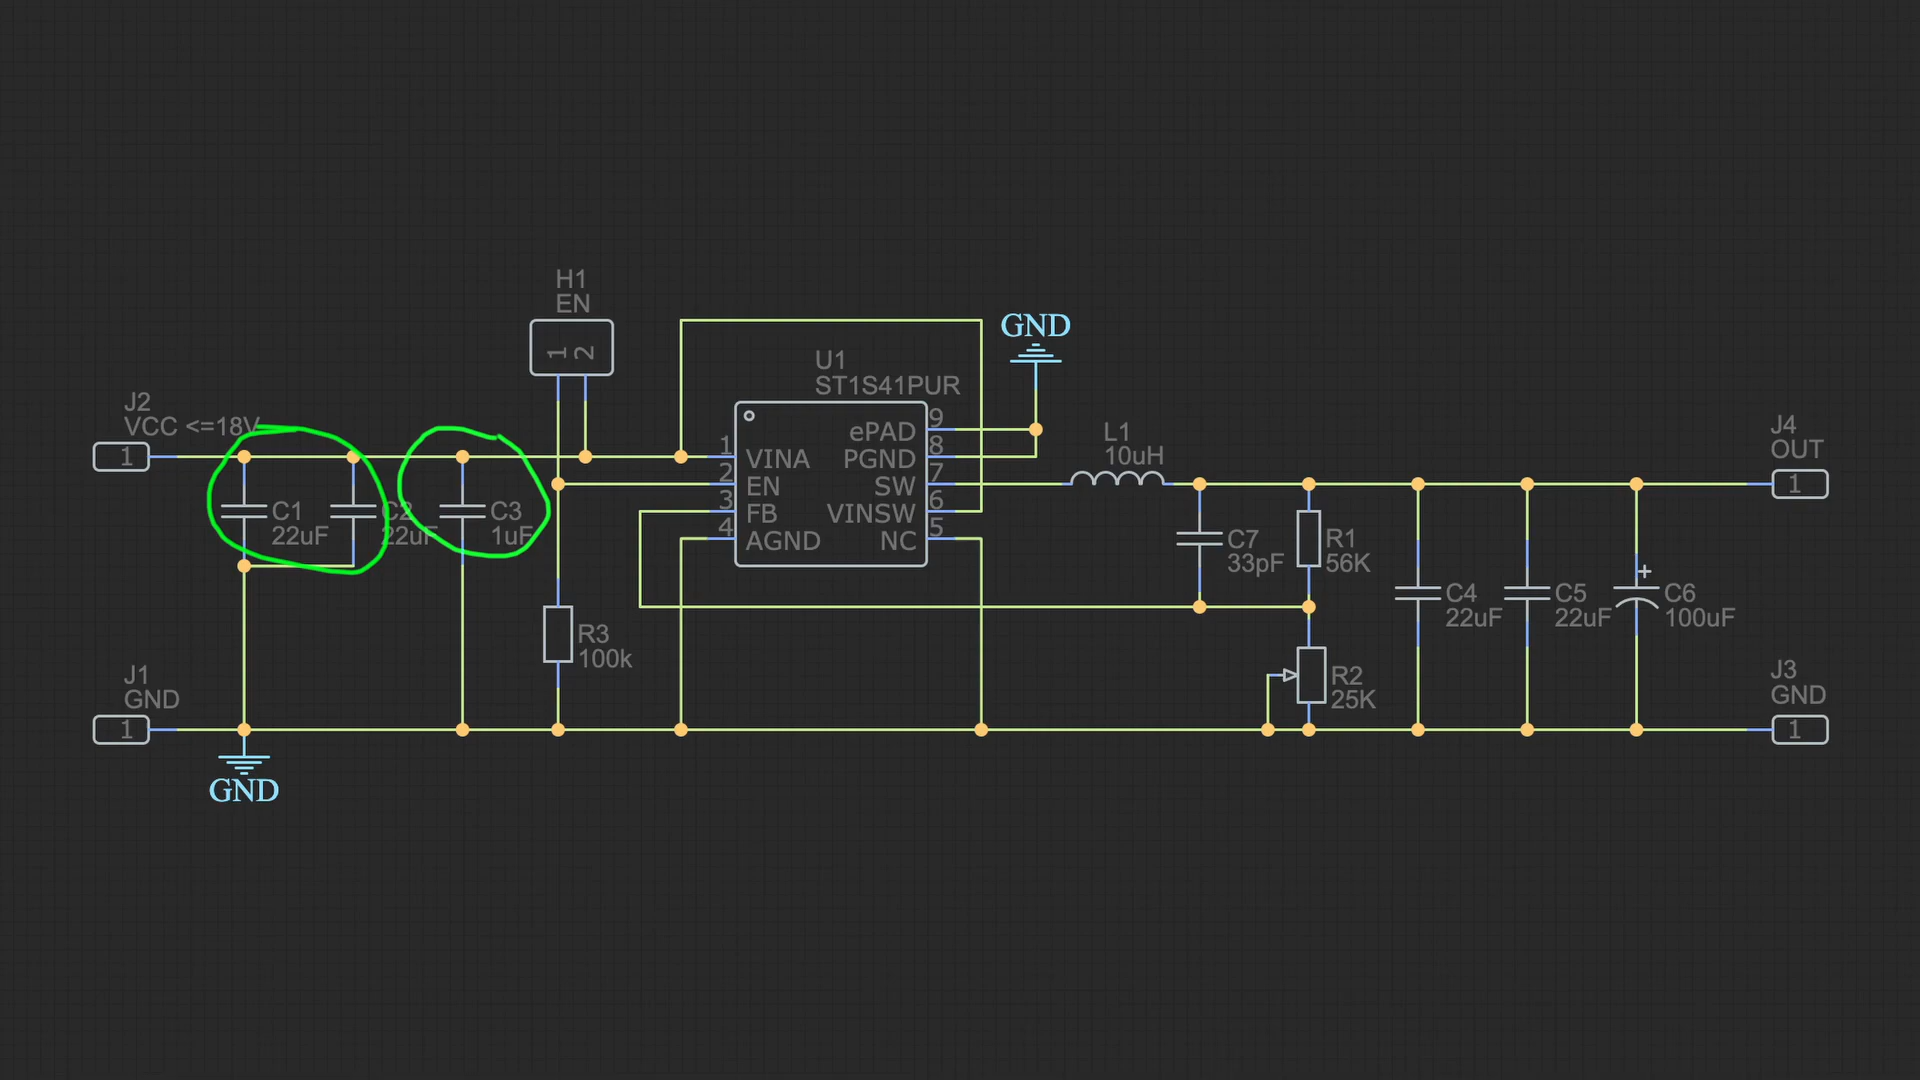 H1
EN
1 2
GND
U1
ST1S41PUR
J2
VCC <=18V
1
1 VINA
2 EN
3 FB
4 AGND
ePAD 9
PGND 8
SW 7
VINSW 6
NC 5
L1
10uH
J4
OUT
1
C1
22uF
C2
22uF
C3
1uF
C7
33pF
R1
56K
C4
22uF
C5
22uF
+
C6
100uF
R3
100k
R2
25K
J1
GND
1
J3
GND
1
GND